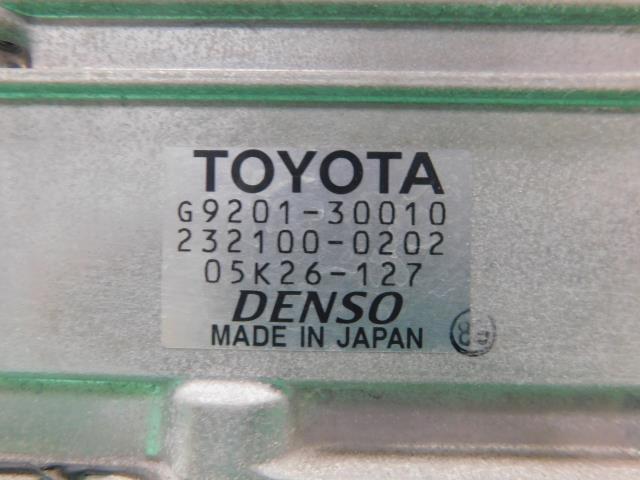 TOYOTA
G9201-30010
232100-0202
05K26-127
DENSO
MADE IN JAPAN